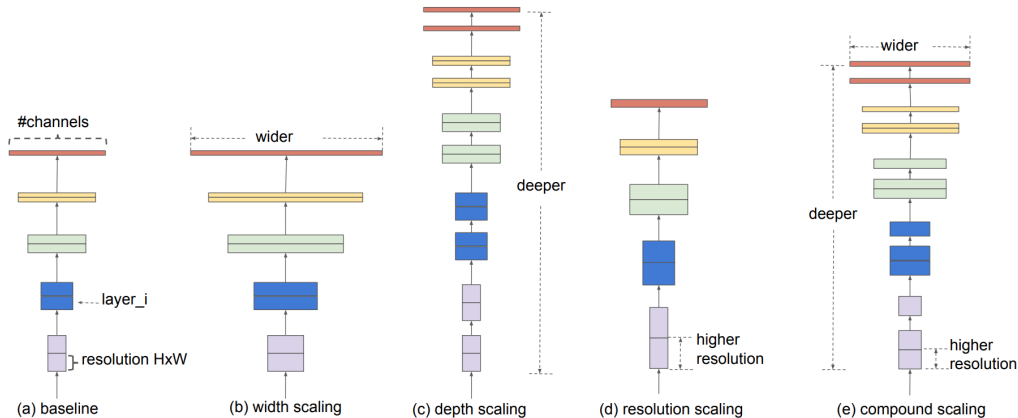 #channels
layer_i
resolution HxW
(a) baseline
wider
(b) width scaling
deeper
(c) depth scaling
higher
resolution
(d) resolution scaling
wider
deeper
higher
resolution
(e) compound scaling